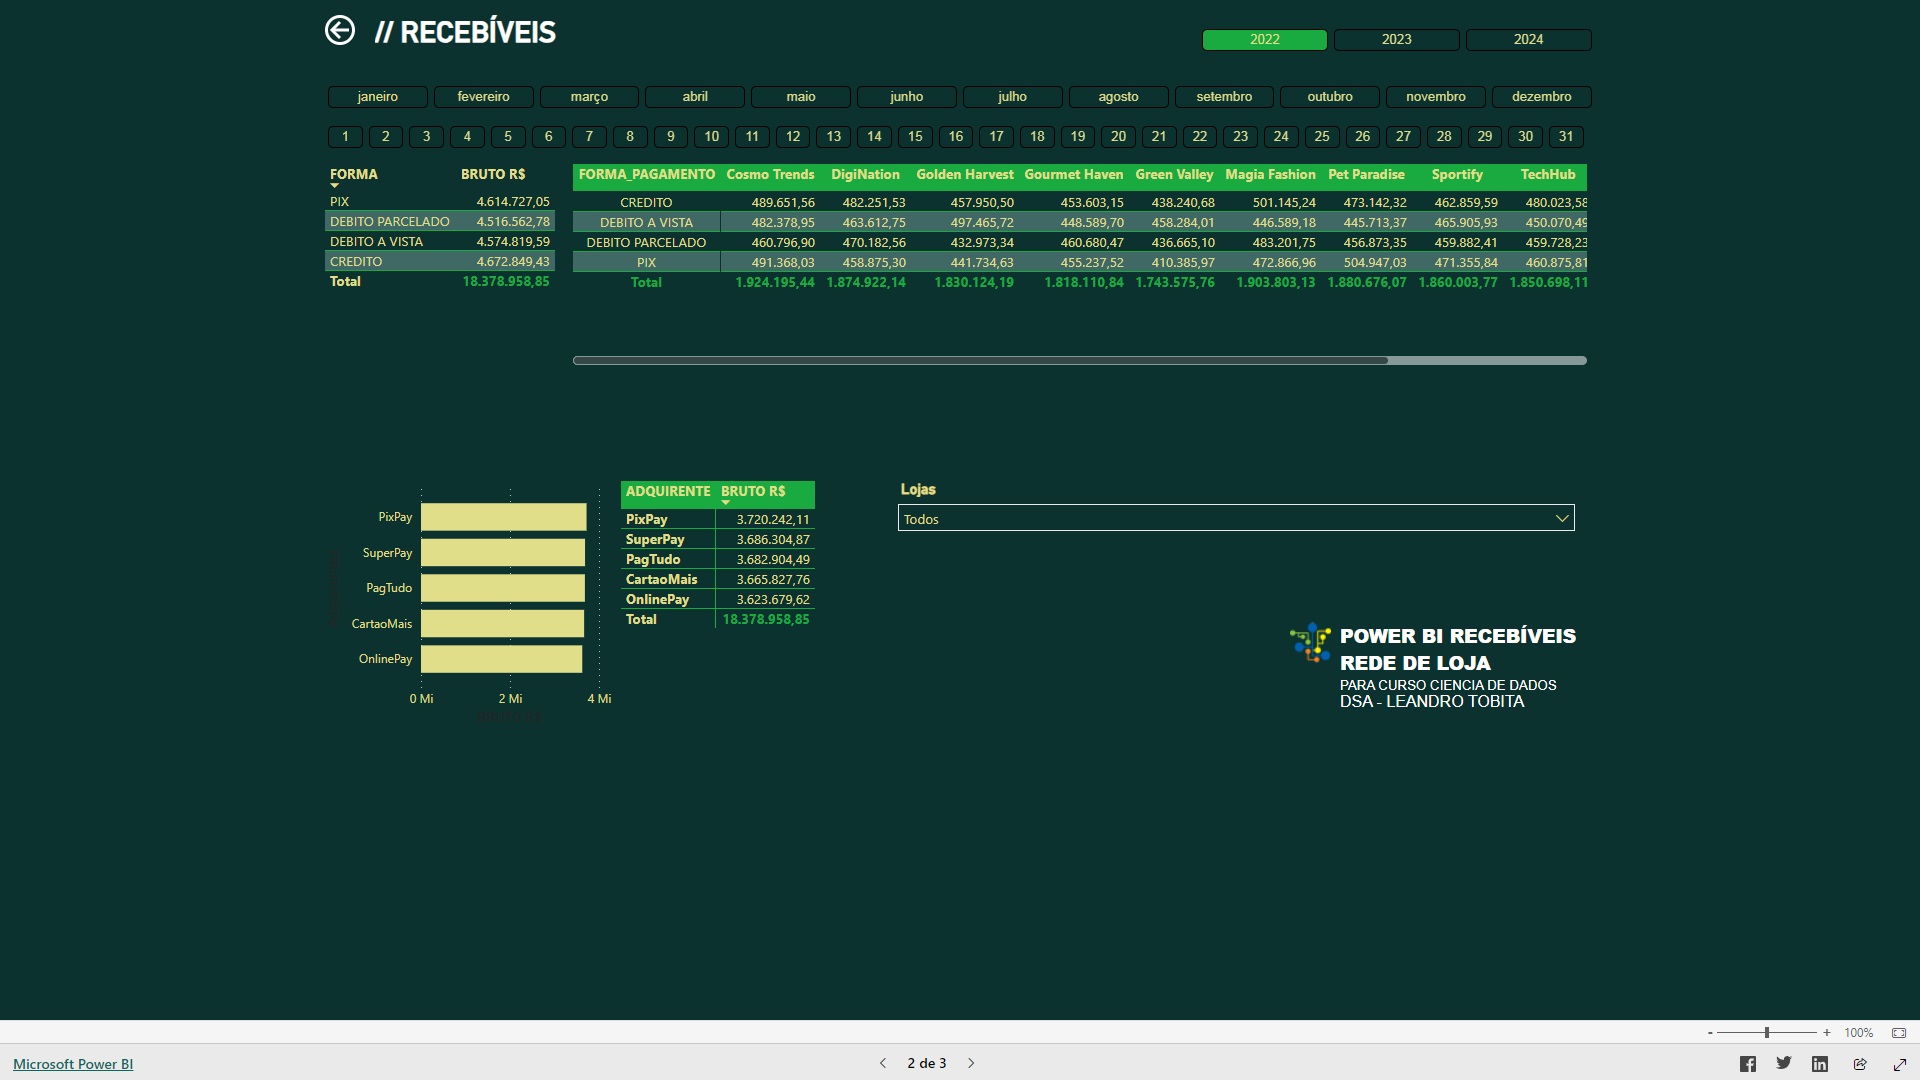 // RECEBÍVEIS
2022 2023 2024
janeiro fevereiro março abril maio junho julho agosto setembro outubro novembro dezembro
1 2 3 4 5 6 7 8 9 10 11 12 13 14 15 16 17 18 19 20 21 22 23 24 25 26 27 28 29 30 31
FORMA BRUTO R$
PIX 4.614.727,05
DEBITO PARCELADO 4.516.562,78
DEBITO A VISTA 4.574.819,59
CREDITO 4.672.849,43
Total 18.378.958,85
FORMA_PAGAMENTO Cosmo Trends DigiNation Golden Harvest Gourmet Haven Green Valley Magia Fashion Pet Paradise Sportify TechHub
CREDITO 489.651,56 482.251,53 457.950,50 453.603,15 438.240,68 501.145,24 473.142,32 462.859,59 480.023,58
DEBITO A VISTA 482.378,95 463.612,75 497.465,72 448.589,70 458.284,01 446.589,18 445.713,37 465.905,93 450.070,49
DEBITO PARCELADO 460.796,90 470.182,56 432.973,34 460.680,47 436.665,10 483.201,75 456.873,35 459.882,41 459.728,23
PIX 491.368,03 458.875,30 441.734,63 455.237,52 410.385,97 472.866,96 504.947,03 471.355,84 460.875,81
Total 1.924.195,44 1.874.922,14 1.830.124,19 1.818.110,84 1.743.575,76 1.903.803,13 1.880.676,07 1.860.003,77 1.850.698,11
PixPay
SuperPay
PagTudo
CartaoMais
OnlinePay
0 Mi 2 Mi 4 Mi
ADQUIRENTE BRUTO R$
PixPay 3.720.242,11
SuperPay 3.686.304,87
PagTudo 3.682.904,49
CartaoMais 3.665.827,76
OnlinePay 3.623.679,62
Total 18.378.958,85
Lojas
Todos
POWER BI RECEBÍVEIS
REDE DE LOJA
PARA CURSO CIENCIA DE DADOS
DSA - LEANDRO TOBITA
- + 100%
Microsoft Power BI
2 de 3